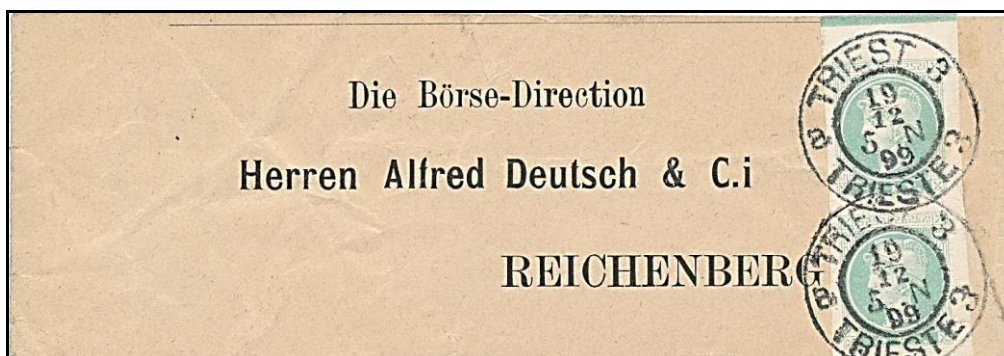 Die Börse-Direction
Herren Alfred Deutsch & C.i
REICHENBERG
TRIEST 3
19
12
5 N
99
TRIESTE 3
TRIEST 3
19
12
5 N
99
TRIESTE 3